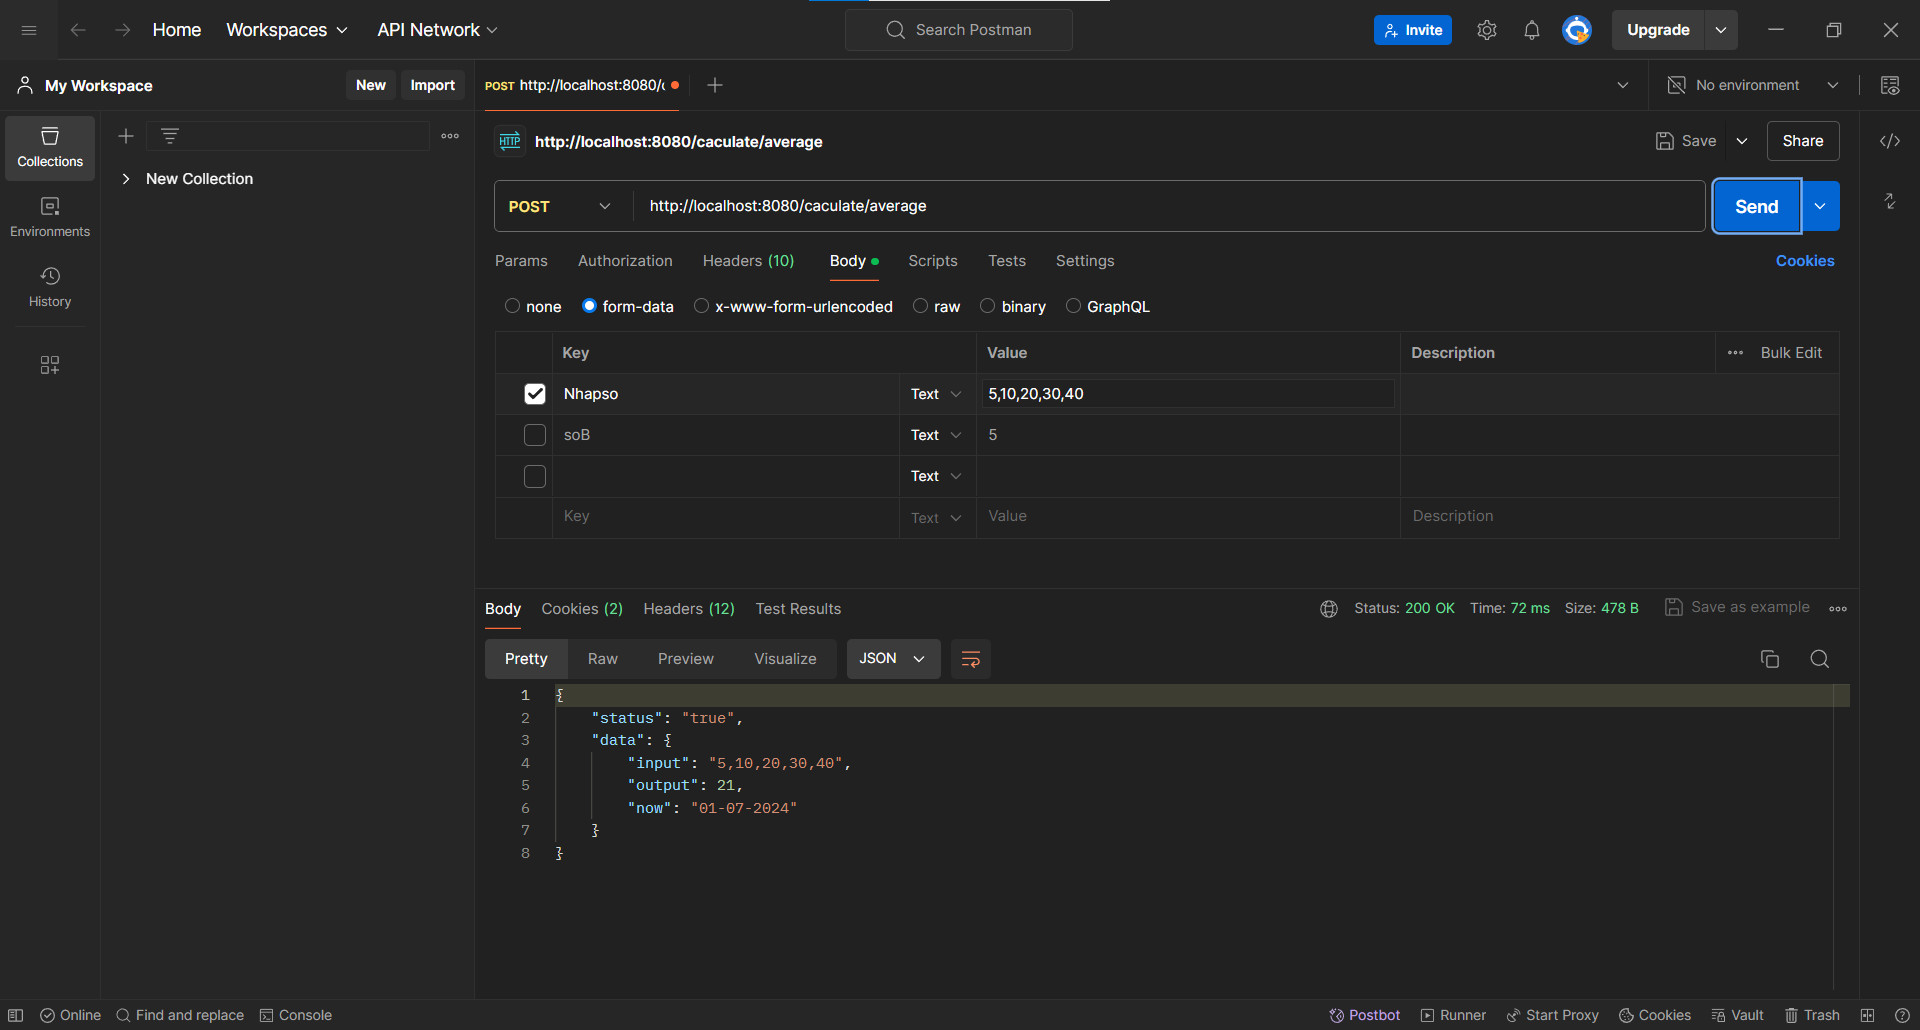 Home Workspaces API Network Search Postman Invite Upgrade
My Workspace New Import POST http://localhost:8080/ No environment
Collections
Environments
History
New Collection
HTTP http://localhost:8080/caculate/average Save Share
POST http://localhost:8080/caculate/average Send
Params Authorization Headers (10) Body Scripts Tests Settings Cookies
none form-data x-www-form-urlencoded raw binary GraphQL
Key Value Description Bulk Edit
Nhapso Text 5,10,20,30,40
soB Text 5
Text
Key Text Value Description
Body Cookies (2) Headers (12) Test Results Status: 200 OK Time: 72 ms Size: 478 B Save as example
Pretty Raw Preview Visualize JSON
1 {
2 "status": "true",
3 "data": {
4 "input": "5,10,20,30,40",
5 "output": 21,
6 "now": "01-07-2024"
7 }
8 }
Online Find and replace Console Postbot Runner Start Proxy Cookies Vault Trash